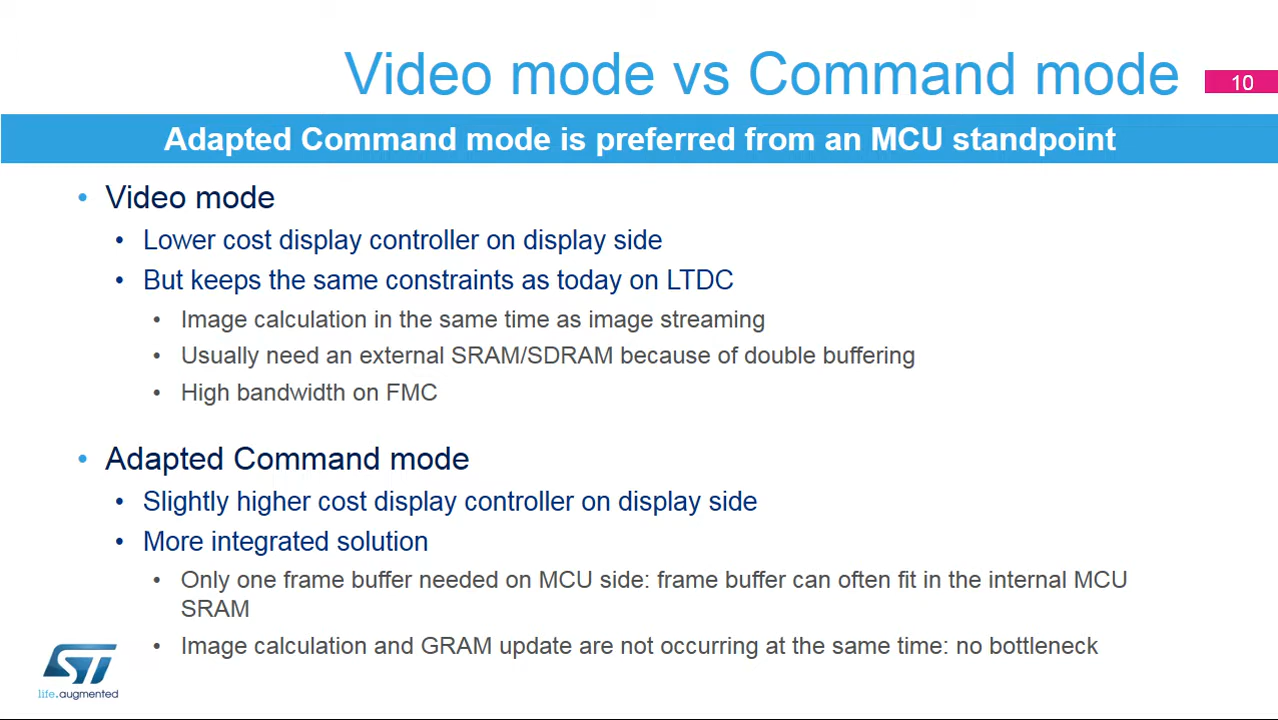 Video mode vs Command mode
10
Adapted Command mode is preferred from an MCU standpoint
• Video mode
• Lower cost display controller on display side
• But keeps the same constraints as today on LTDC
• Image calculation in the same time as image streaming
• Usually need an external SRAM/SDRAM because of double buffering
• High bandwidth on FMC
• Adapted Command mode
• Slightly higher cost display controller on display side
• More integrated solution
• Only one frame buffer needed on MCU side: frame buffer can often fit in the internal MCU
SRAM
• Image calculation and GRAM update are not occurring at the same time: no bottleneck
ST
life.augmented